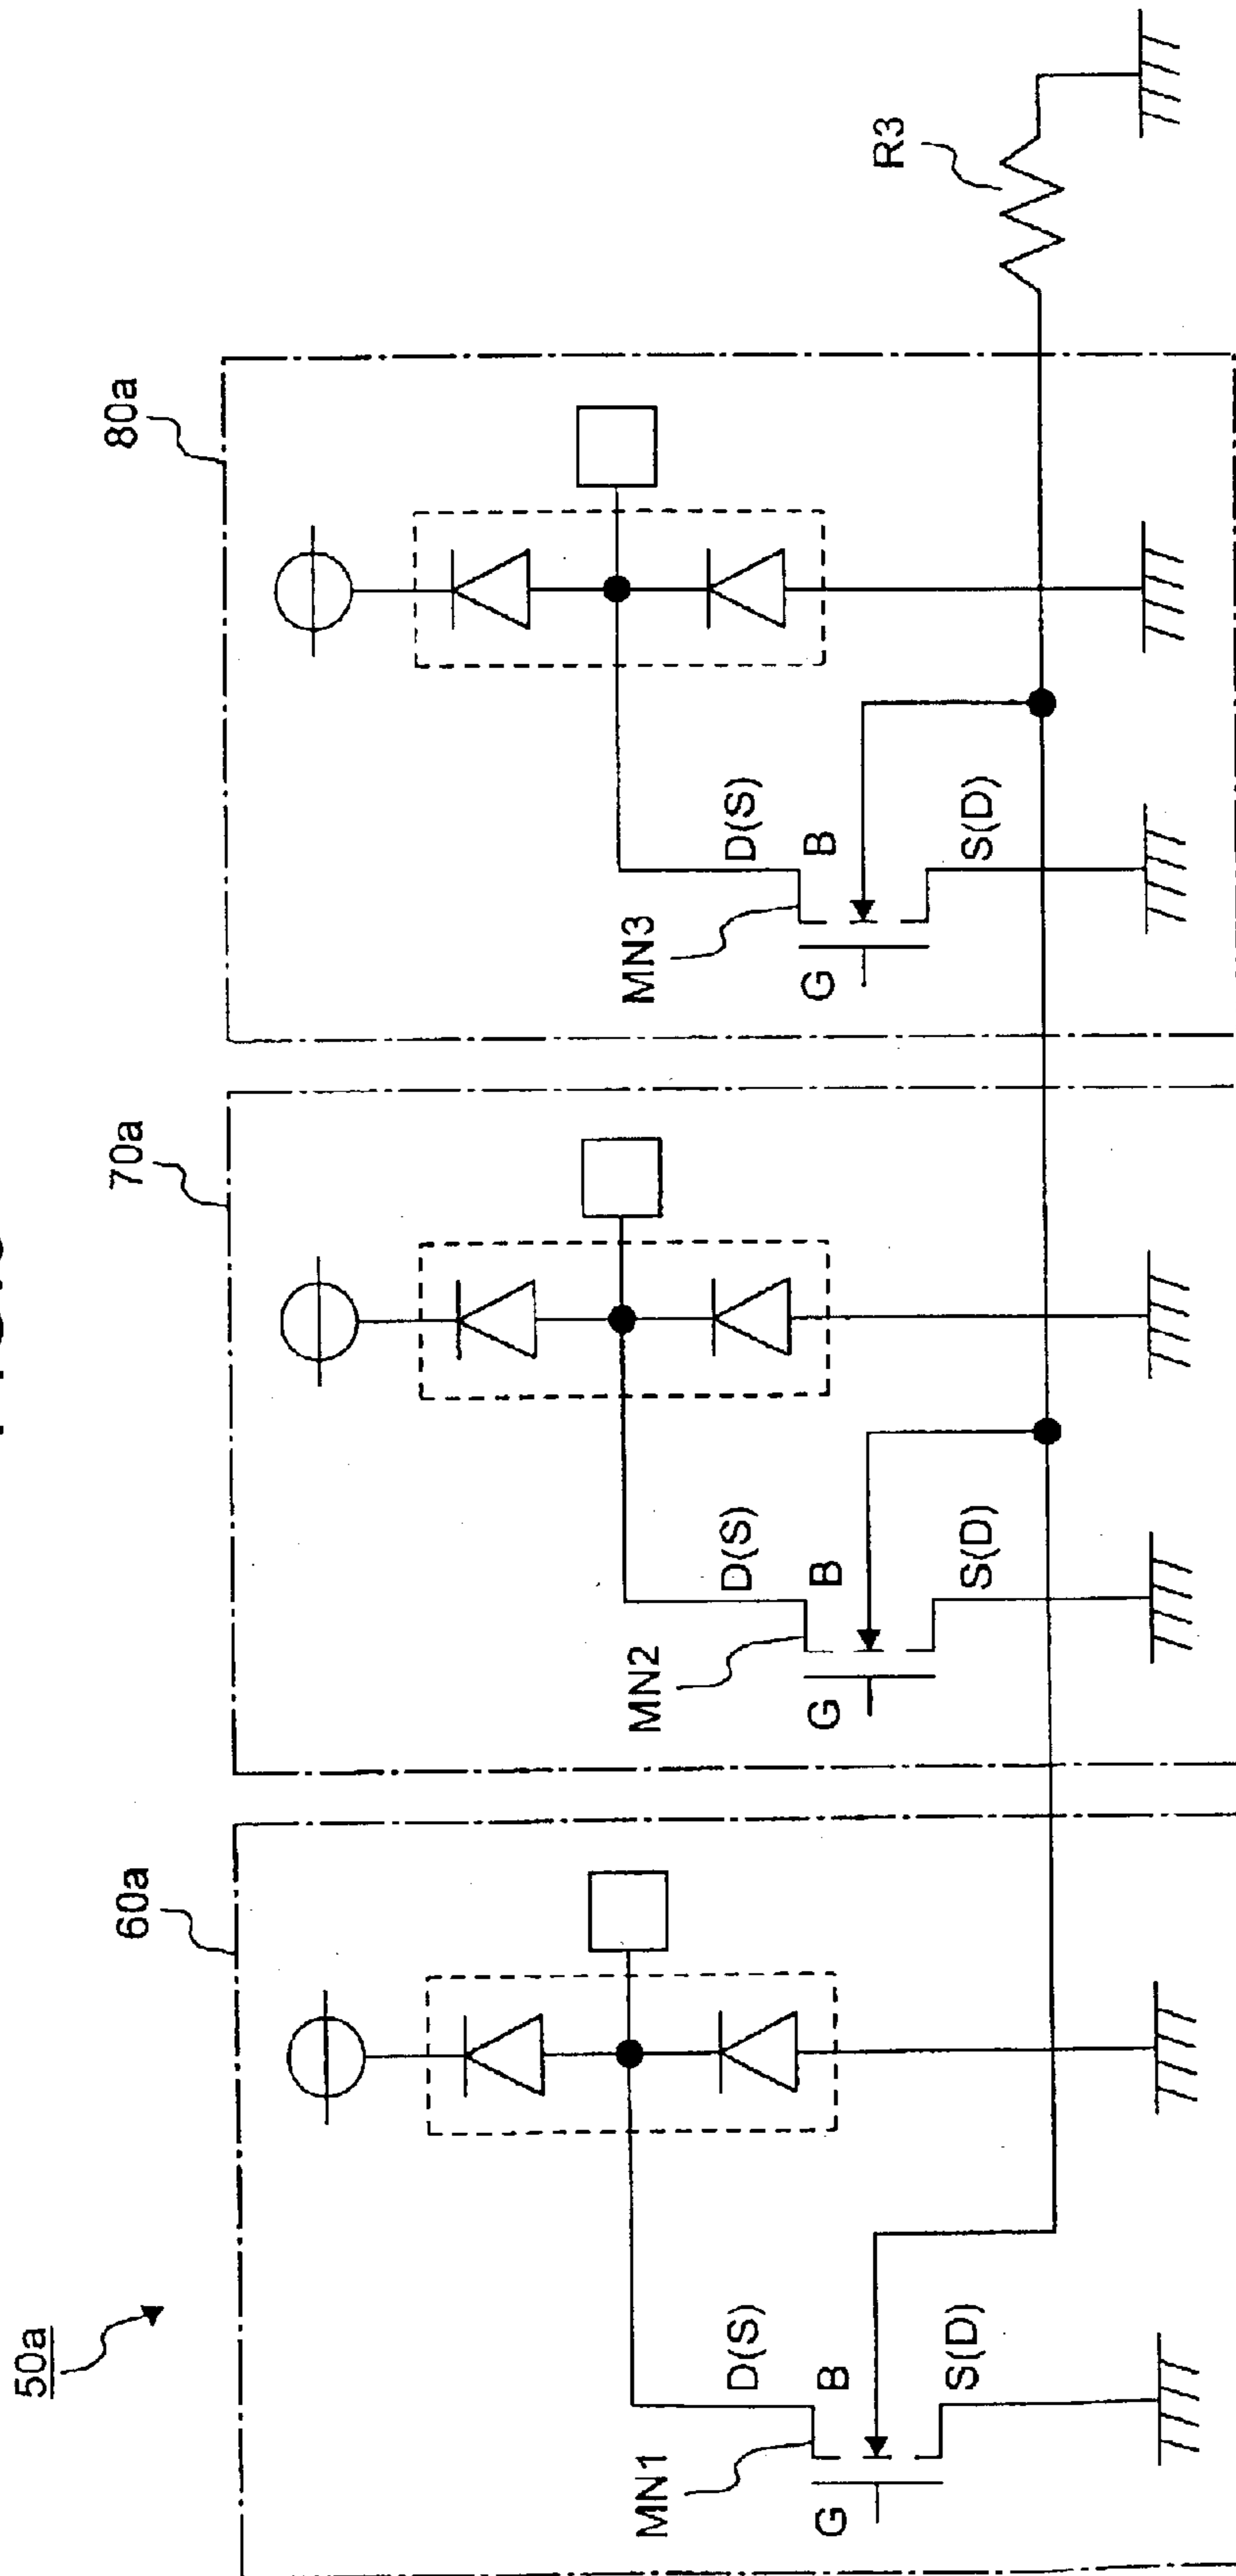 50a
60a
70a
80a
MN1
D(S)
B
G
S(D)
MN2
D(S)
B
G
S(D)
MN3
D(S)
B
G
S(D)
R3